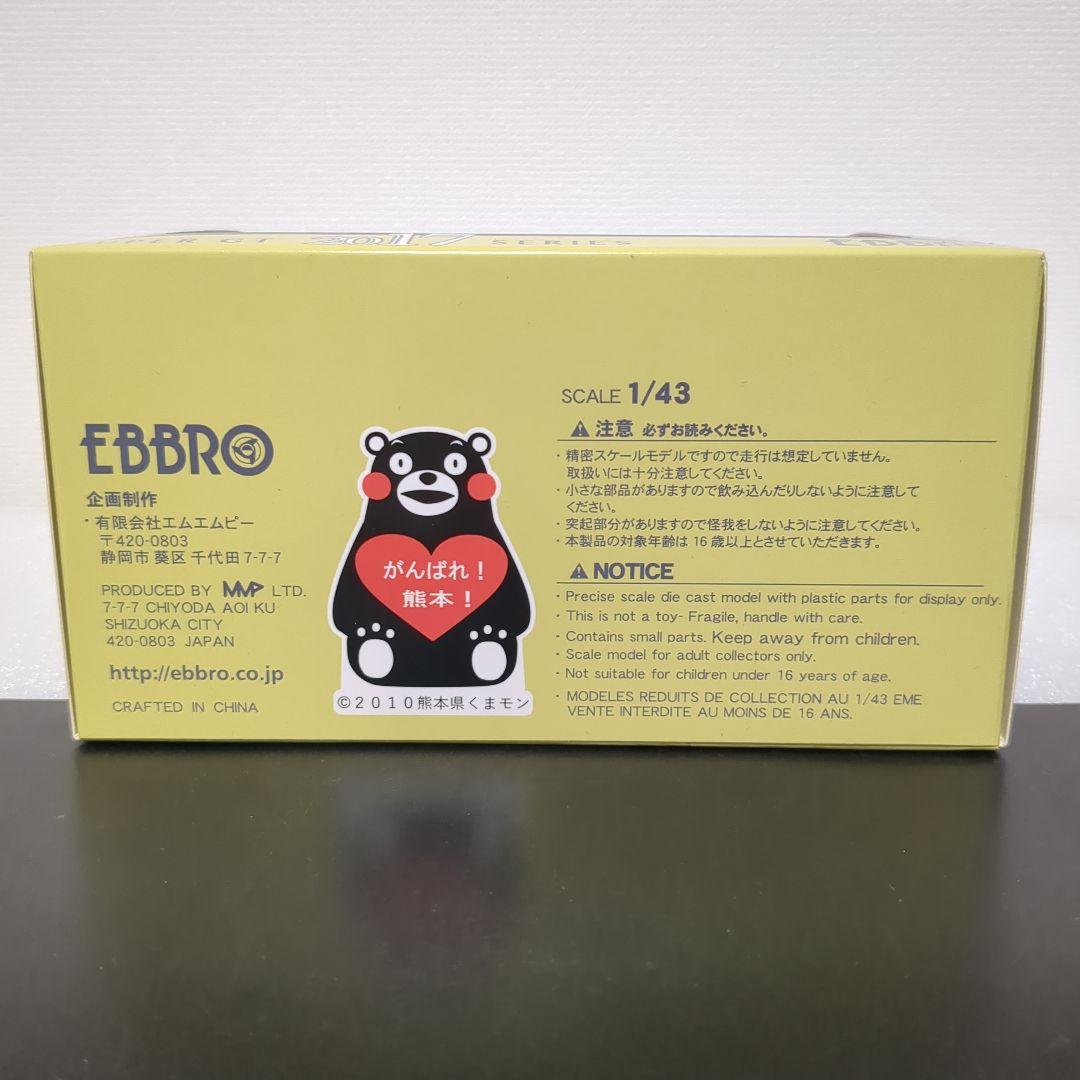 GT 2017 SERIES
EBBRO
EBBRO
企画制作
・有限会社エムエムピー
〒420-0803
静岡市 葵区 千代田 7-7-7
PRODUCED BY MMP LTD.
7-7-7 CHIYODA AOI KU
SHIZUOKA CITY
420-0803 JAPAN
http://ebbro.co.jp
CRAFTED IN CHINA
がんばれ！
熊本！
©2010熊本県くまモン
SCALE 1/43
⚠ 注意 必ずお読みください。
・精密スケールモデルですので走行は想定していません。
取扱いには十分注意してください。
・小さな部品がありますので飲み込んだりしないように注意して
ください。
・突起部分がありますので怪我をしないように注意してください。
・本製品の対象年齢は 16 歳以上とさせていただきます。
⚠ NOTICE
・Precise scale die cast model with plastic parts for display only.
・This is not a toy- Fragile, handle with care.
・Contains small parts. Keep away from children.
・Scale model for adult collectors only.
・Not suitable for children under 16 years of age.
・MODELES REDUITS DE COLLECTION AU 1/43 EME
VENTE INTERDITE AU MOINS DE 16 ANS.